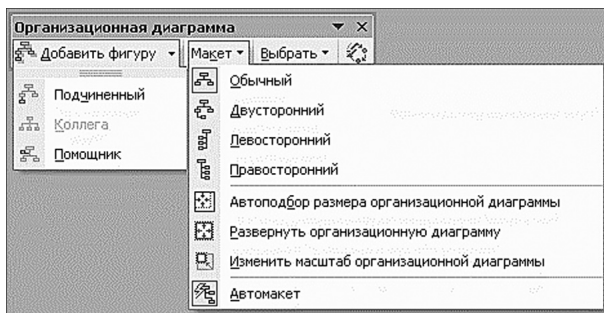 Организационная диаграмма
Добавить фигуру Макет Выбрать
Подчиненный
Коллега
Помощник
Обычный
Двусторонний
Левосторонний
Правосторонний
Автоподбор размера организационной диаграммы
Развернуть организационную диаграмму
Изменить масштаб организационной диаграммы
Автомакет